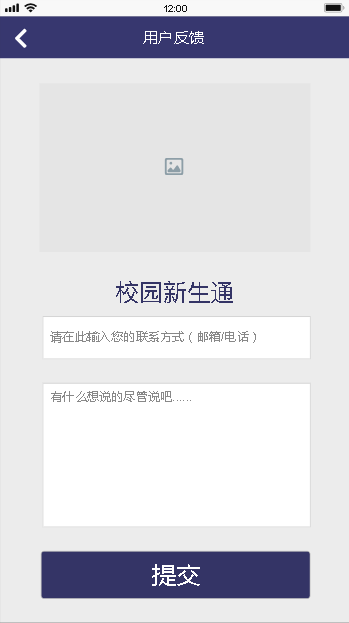 12:00
用户反馈
校园新生通
请在此输入您的联系方式（邮箱/电话）
有什么想说的尽管说吧......
提交